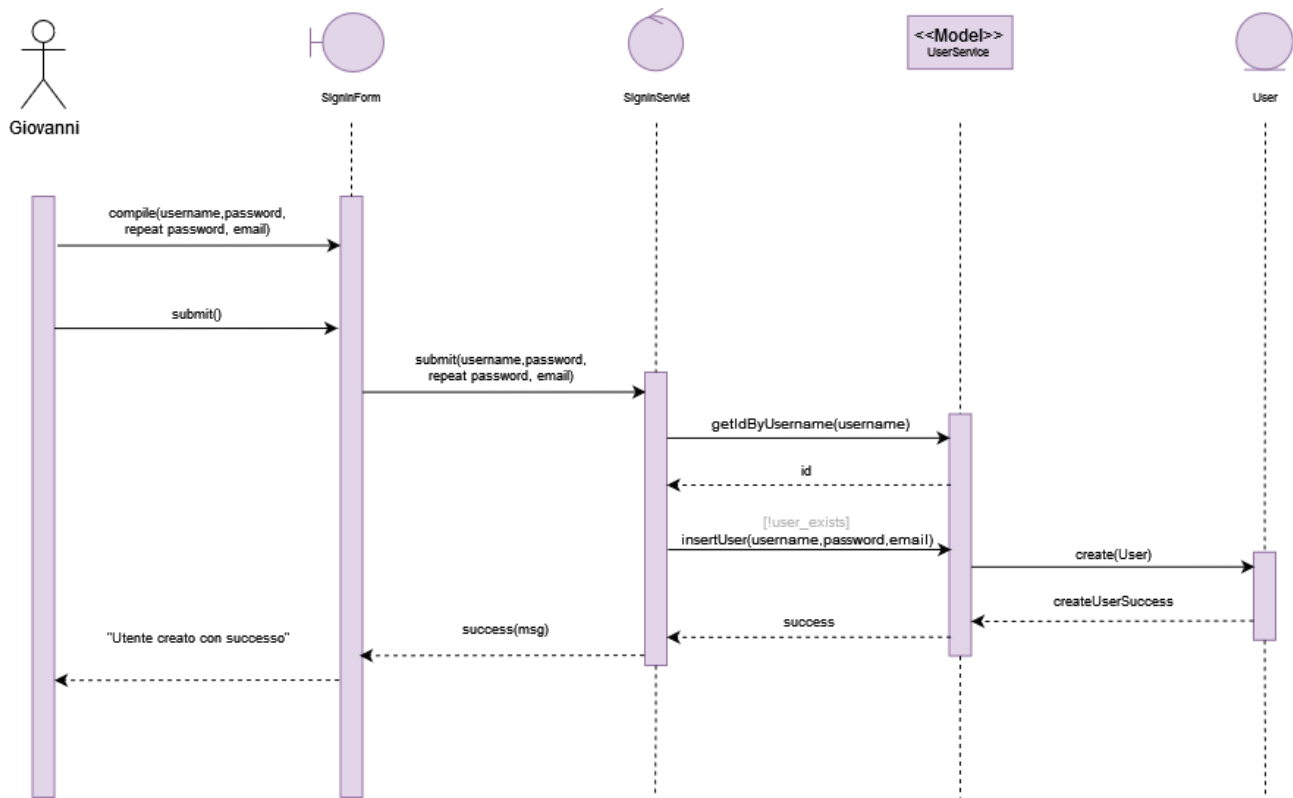 <<Model>>
UserService
SignInForm
SignInServlet
User
Giovanni
compile(username,password,
repeat password, email)
submit()
submit(username,password,
repeat password, email)
getIdByUsername(username)
id
[!user_exists]
insertUser(username,password,email)
create(User)
createUserSuccess
success
success(msg)
"Utente creato con successo"